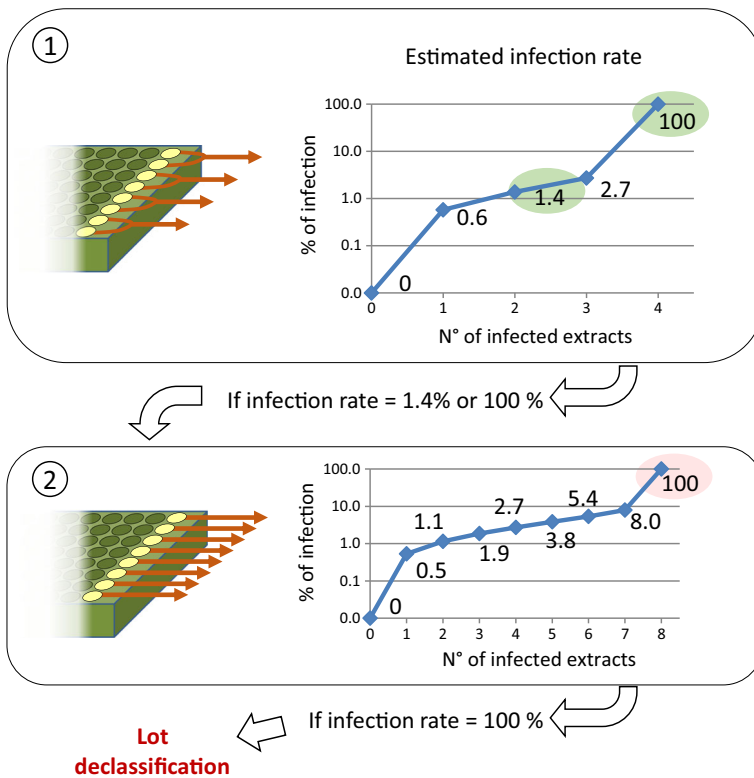 1
Estimated infection rate
% of infection
100.0
10.0
1.0
0.1
0.0
0
0.6
1.4
2.7
100
0 1 2 3 4
N° of infected extracts
If infection rate = 1.4% or 100 %
2
% of infection
100.0
10.0
1.0
0.1
0.0
0
0.5
1.1
1.9
2.7
3.8
5.4
8.0
100
0 1 2 3 4 5 6 7 8
N° of infected extracts
If infection rate = 100 %
Lot
declassification